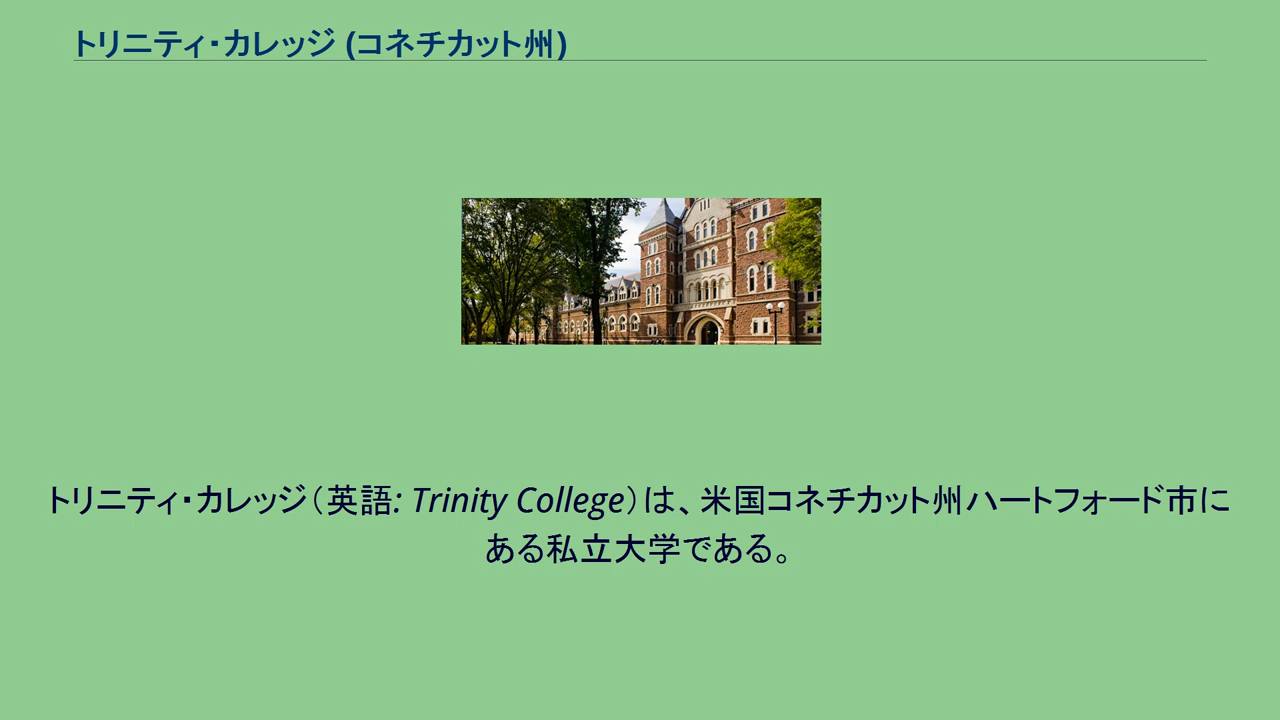 トリニティ・カレッジ (コネチカット州)
トリニティ・カレッジ（英語: Trinity College）は、米国コネチカット州ハートフォード市に
ある私立大学である。